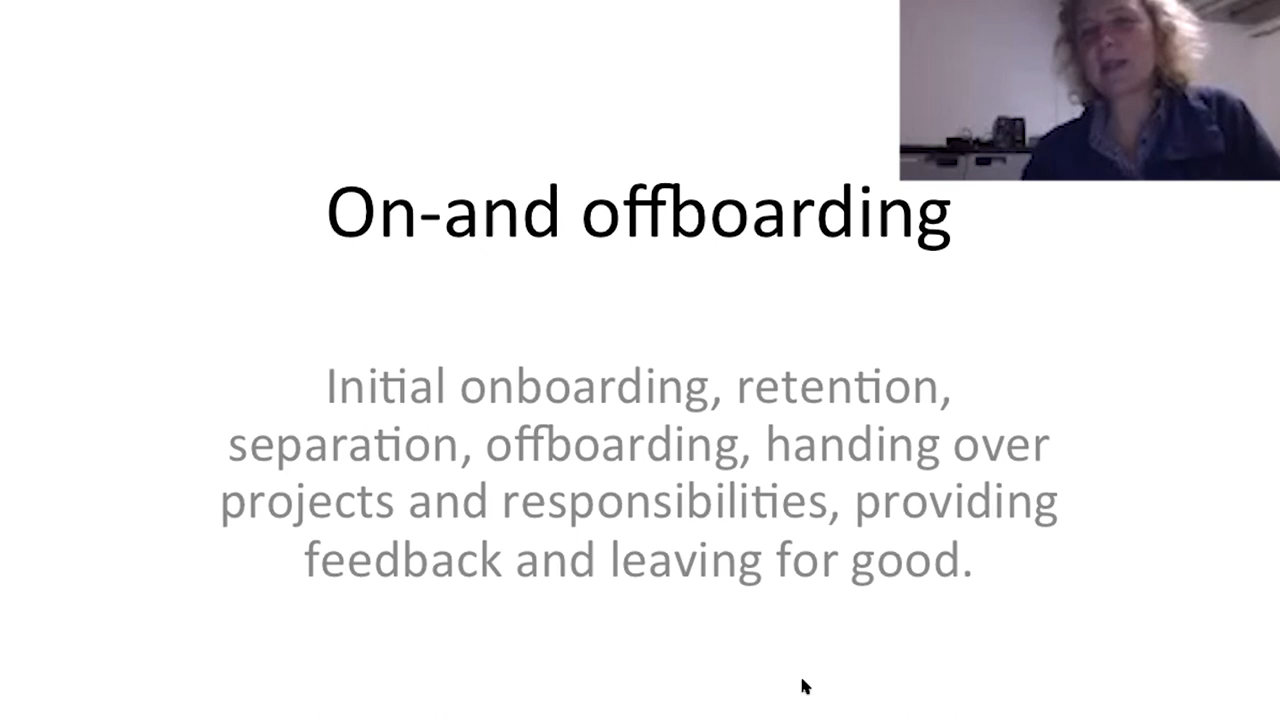 On-and offboarding
Initial onboarding, retention,
separation, offboarding, handing over
projects and responsibilities, providing
feedback and leaving for good.